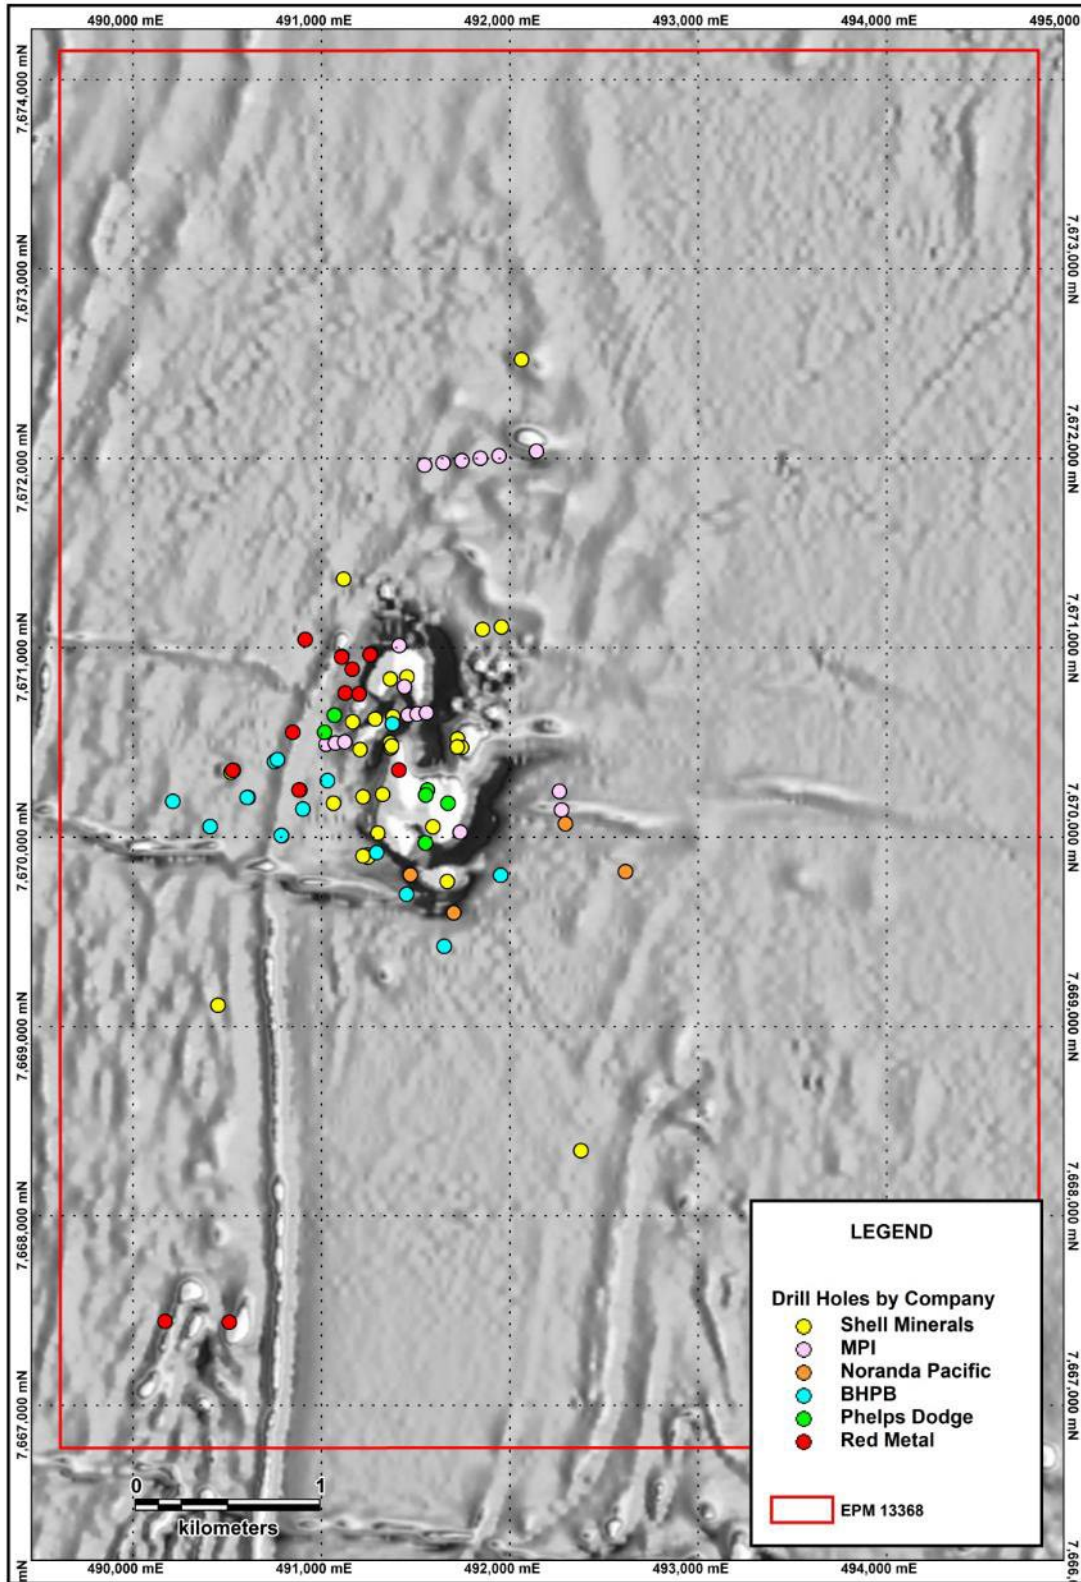 490,000 mE 491,000 mE 492,000 mE 493,000 mE 494,000 mE 495,000
7,674,000 mN
7,673,000 mN
7,672,000 mN
7,671,000 mN
7,670,000 mN
7,669,000 mN
7,668,000 mN
7,667,000 mN
mN
7,673,000 mN
7,672,000 mN
7,671,000 mN
7,670,000 mN
7,669,000 mN
7,668,000 mN
7,667,000 mN
7,666,0
LEGEND
Drill Holes by Company
Shell Minerals
MPI
Noranda Pacific
BHPB
Phelps Dodge
Red Metal
EPM 13368
0 1
kilometers
490,000 mE 491,000 mE 492,000 mE 493,000 mE 494,000 mE